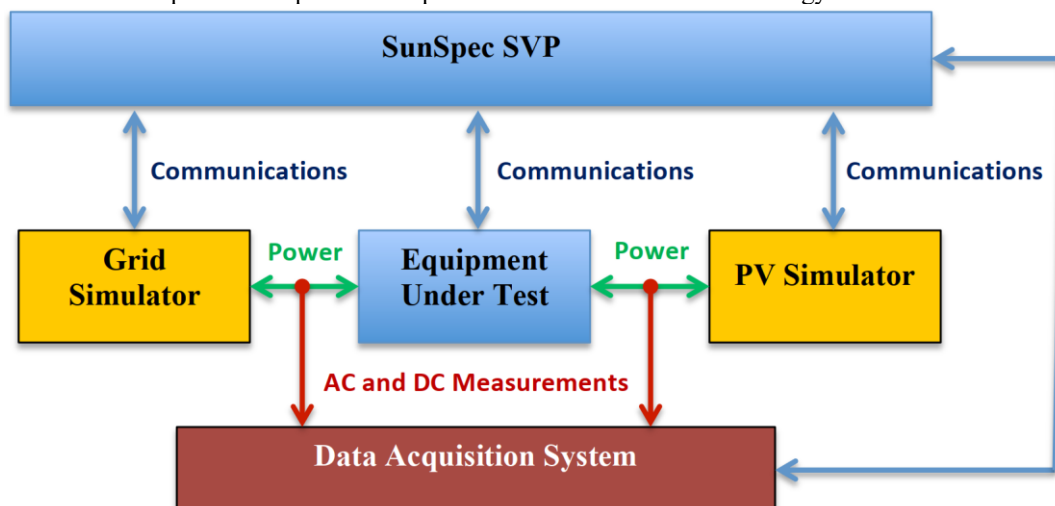 SunSpec SVP
Communications
Communications
Communications
Grid
Simulator
Power
Equipment
Under Test
Power
PV Simulator
AC and DC Measurements
Data Acquisition System